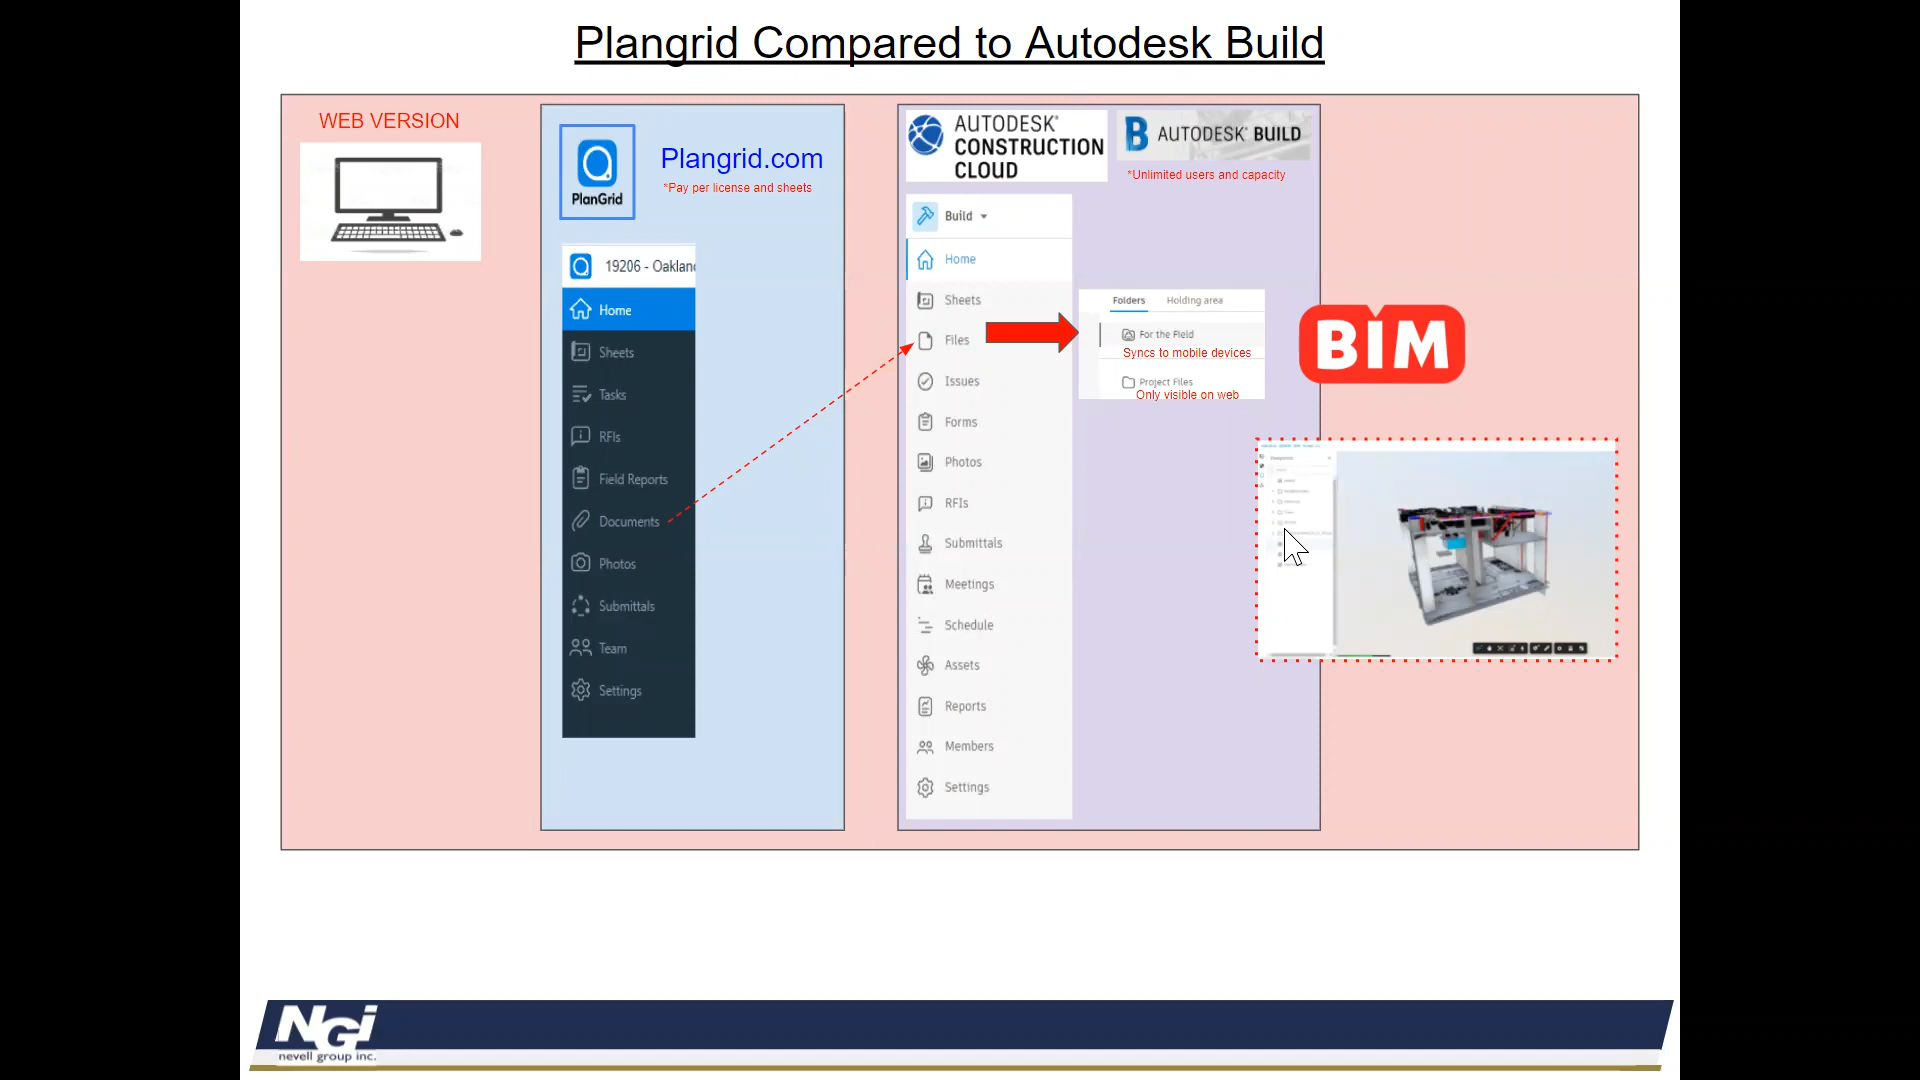 Plangrid Compared to Autodesk Build
WEB VERSION
PlanGrid
Plangrid.com
*Pay per license and sheets
19206 - Oakland
Home
Sheets
Tasks
RFIs
Field Reports
Documents
Photos
Submittals
Team
Settings
AUTODESK®
CONSTRUCTION
CLOUD
B AUTODESK® BUILD
*Unlimited users and capacity
Build
Home
Sheets
Files
Issues
Forms
Photos
RFIs
Submittals
Meetings
Schedule
Assets
Reports
Members
Settings
Folders Holding area
For the Field
Syncs to mobile devices
Project Files
Only visible on web
BIM
NGi
nevell group inc.